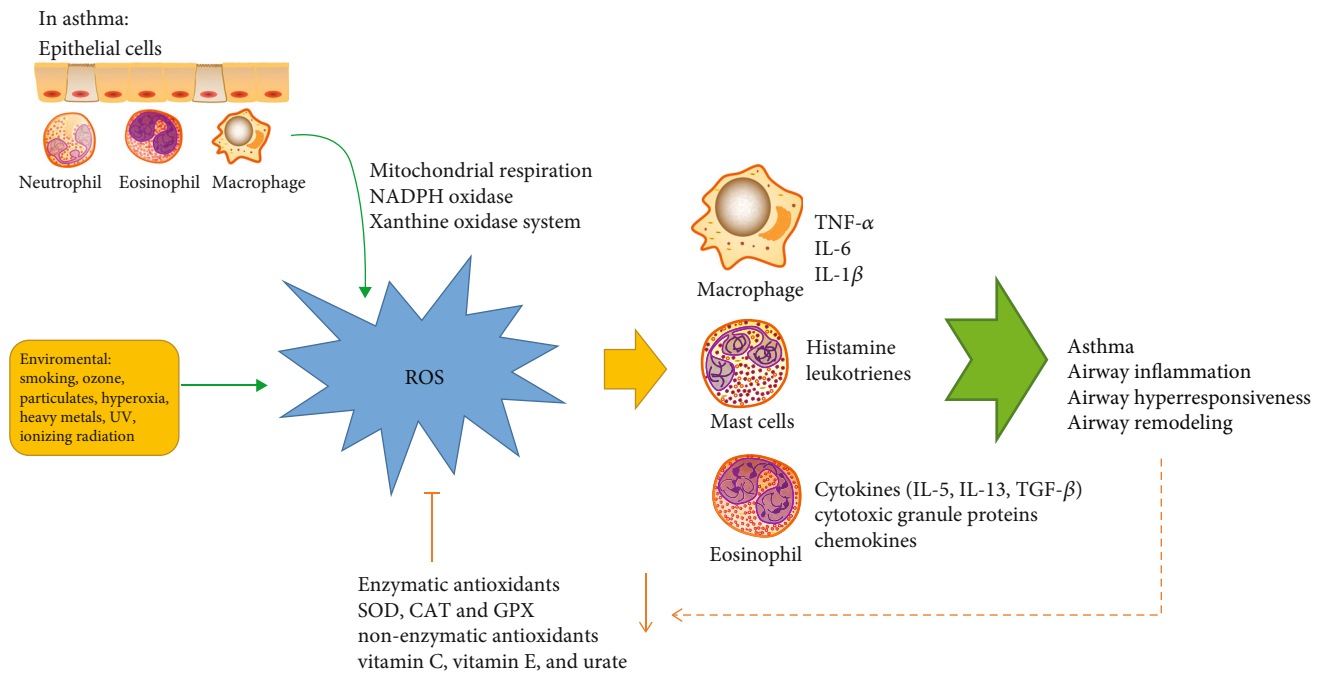 In asthma:
Epithelial cells
Neutrophil
Eosinophil
Macrophage
Mitochondrial respiration
NADPH oxidase
Xanthine oxidase system
Enviromental:
smoking, ozone,
particulates, hyperoxia,
heavy metals, UV,
ionizing radiation
ROS
Macrophage
TNF-α
IL-6
IL-1β
Mast cells
Histamine
leukotrienes
Eosinophil
Cytokines (IL-5, IL-13, TGF-β)
cytotoxic granule proteins
chemokines
Asthma
Airway inflammation
Airway hyperresponsiveness
Airway remodeling
Enzymatic antioxidants
SOD, CAT and GPX
non-enzymatic antioxidants
vitamin C, vitamin E, and urate